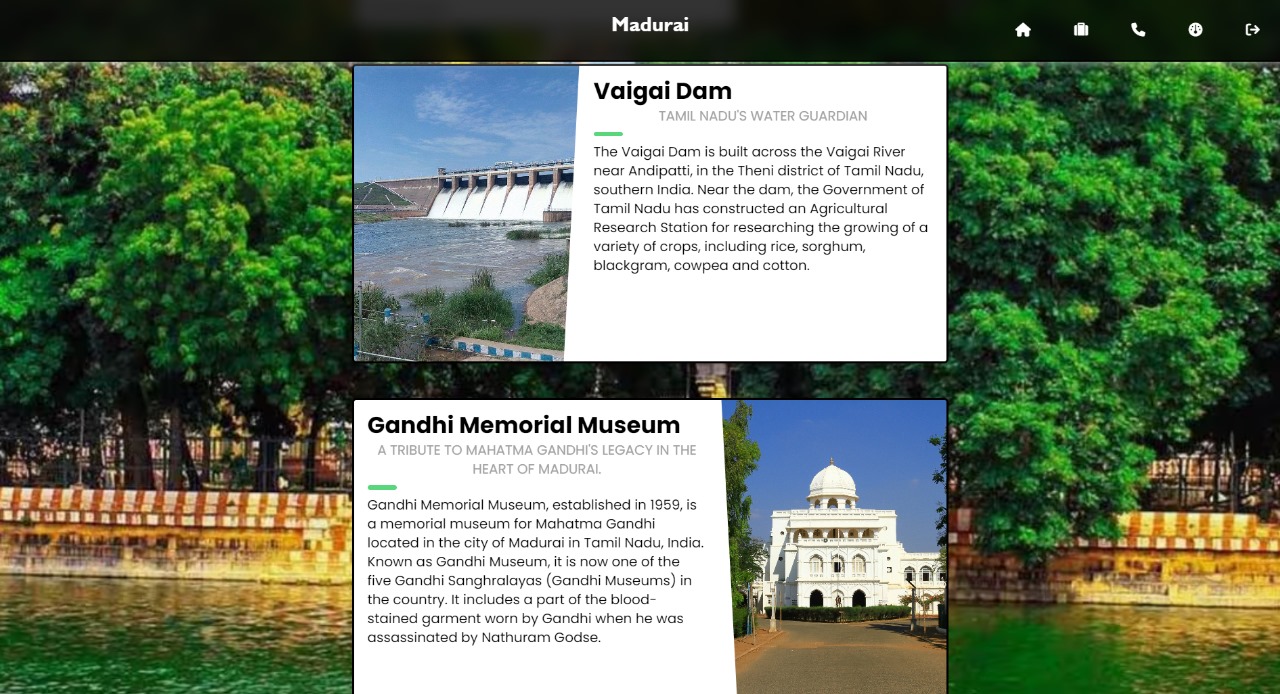 Madurai
Vaigai Dam
TAMIL NADU'S WATER GUARDIAN
The Vaigai Dam is built across the Vaigai River
near Andipatti, in the Theni district of Tamil Nadu,
southern India. Near the dam, the Government of
Tamil Nadu has constructed an Agricultural
Research Station for researching the growing of a
variety of crops, including rice, sorghum,
blackgram, cowpea and cotton.
Gandhi Memorial Museum
A TRIBUTE TO MAHATMA GANDHI'S LEGACY IN THE
HEART OF MADURAI.
Gandhi Memorial Museum, established in 1959, is
a memorial museum for Mahatma Gandhi
located in the city of Madurai in Tamil Nadu, India.
Known as Gandhi Museum, it is now one of the
five Gandhi Sanghralayas (Gandhi Museums) in
the country. It includes a part of the blood-
stained garment worn by Gandhi when he was
assassinated by Nathuram Godse.